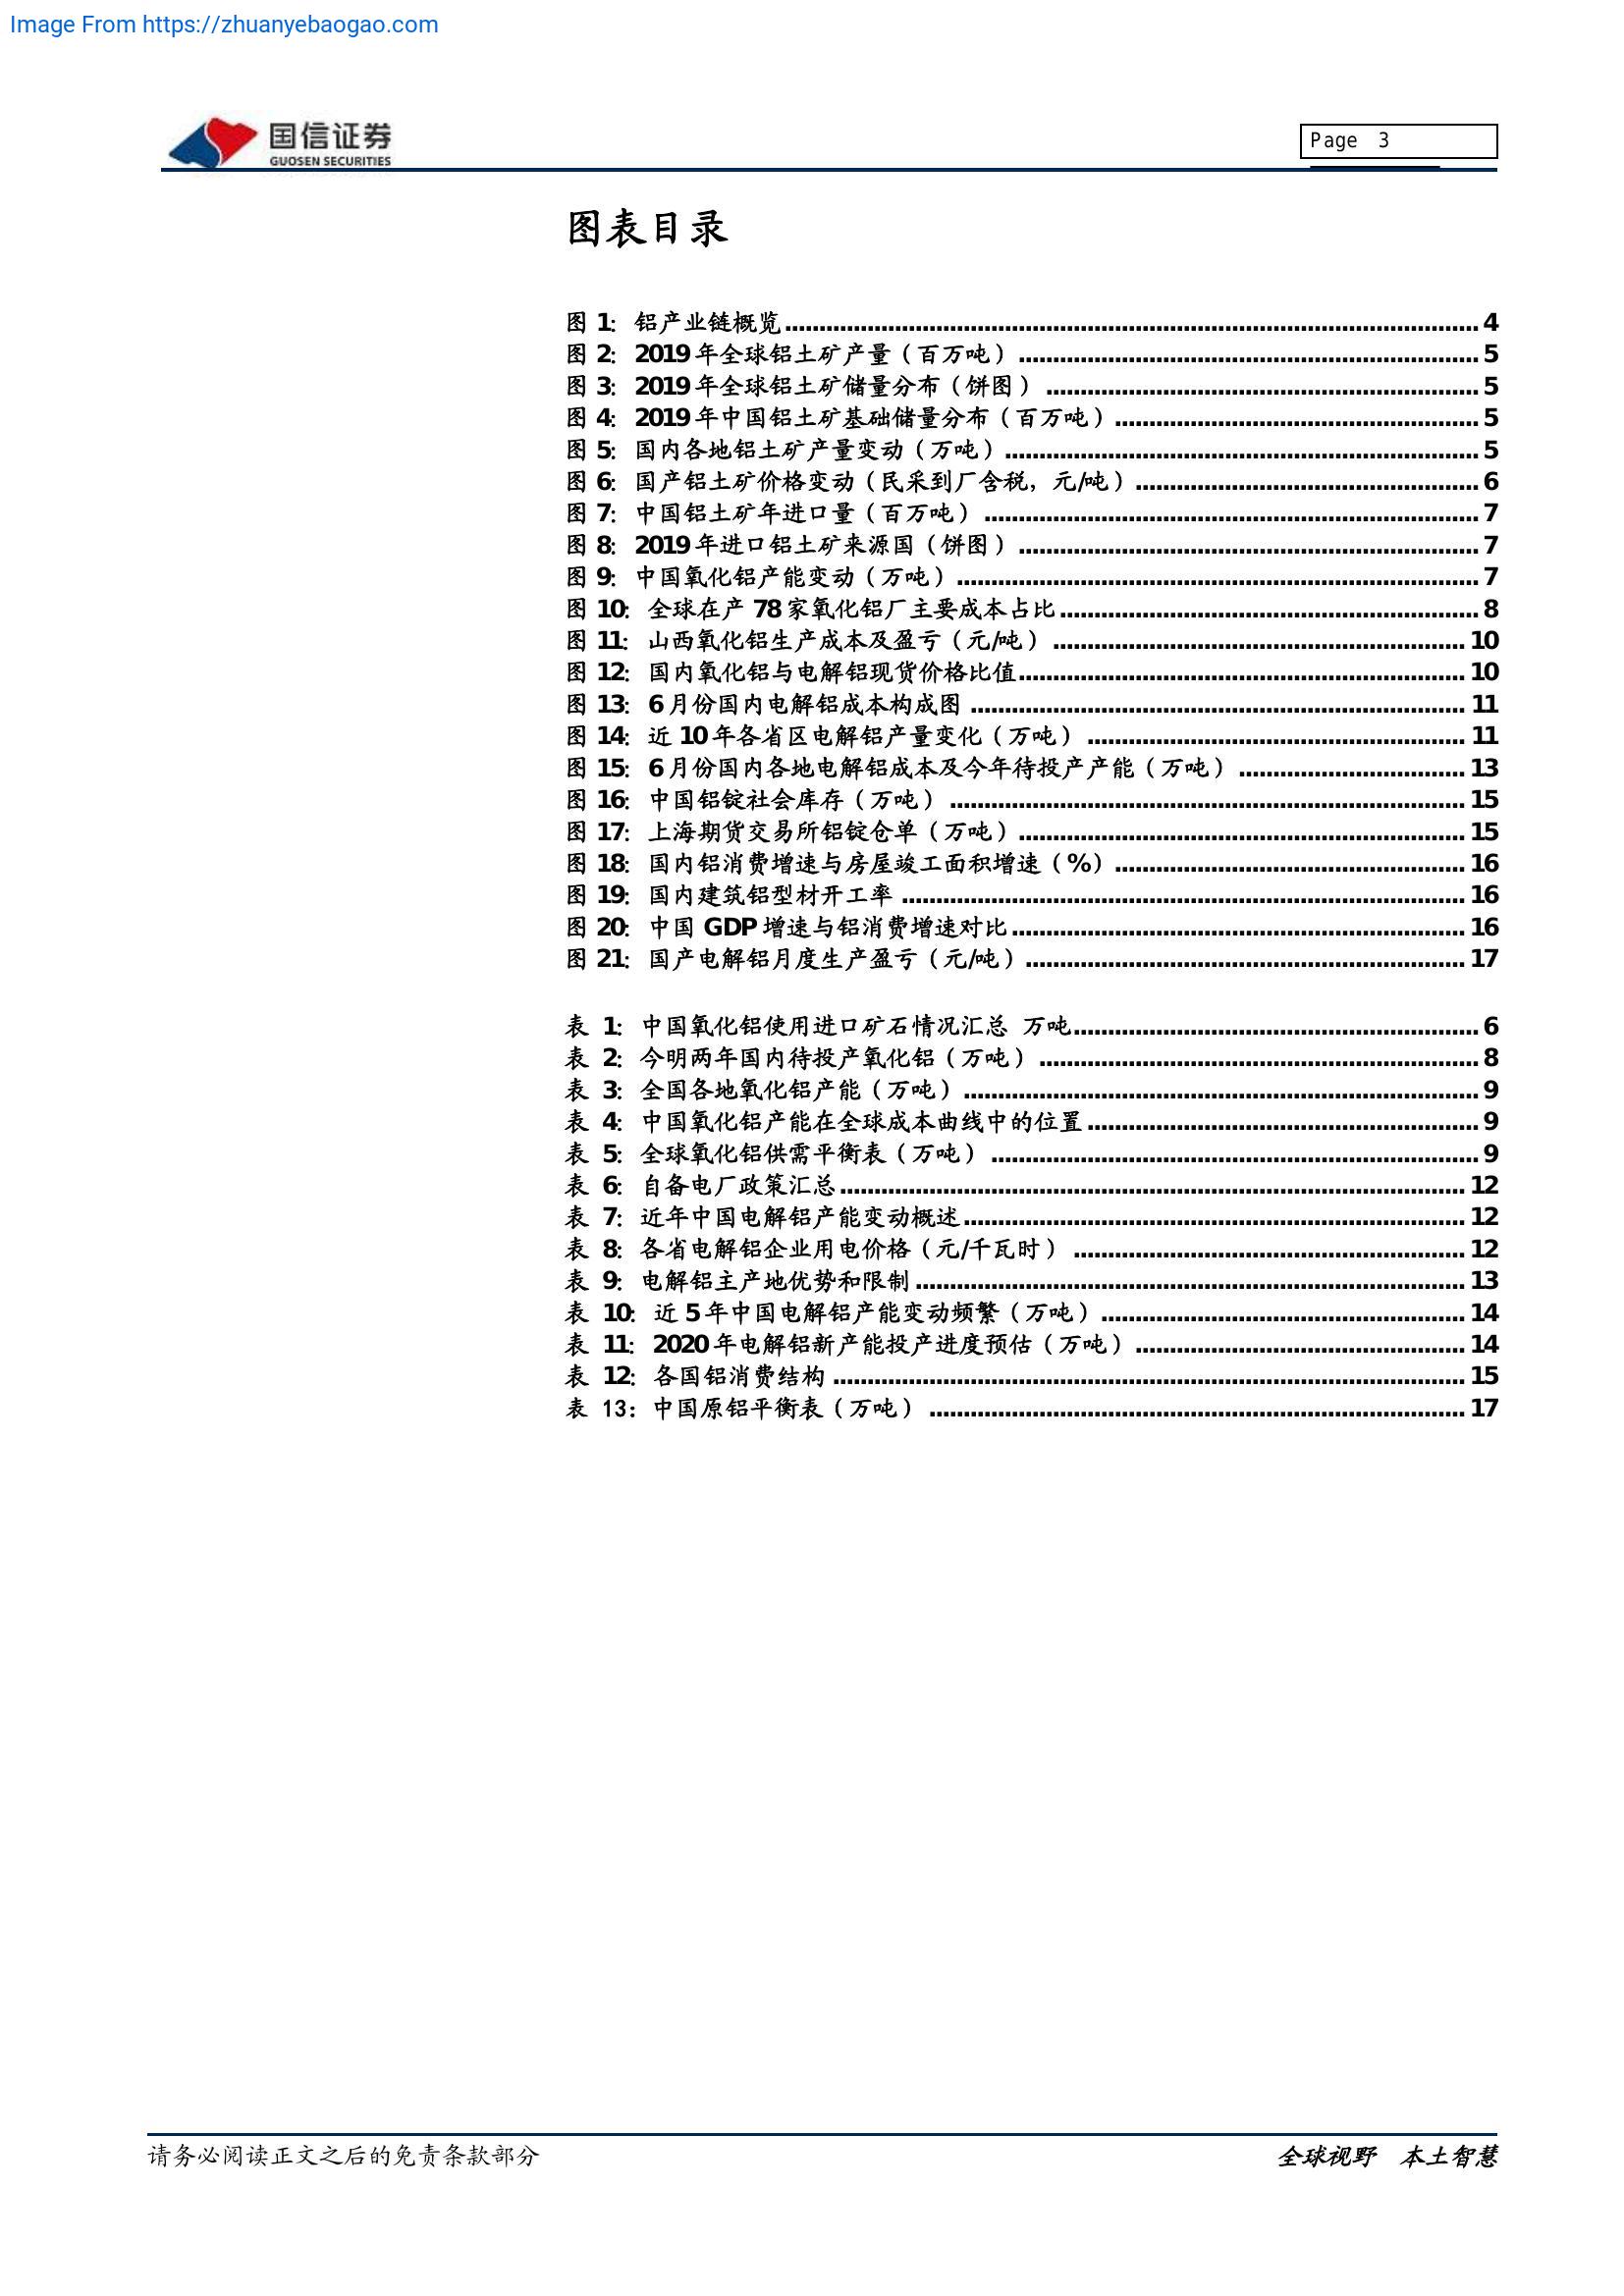 Image From https://zhuanyebaogao.com
国信证券
GUOSEN SECURITIES
Page 3
图表目录
图 1: 铝产业链概览 4
图 2: 2019年全球铝土矿产量（百万吨） 5
图 3: 2019年全球铝土矿储量分布（饼图） 5
图 4: 2019年中国铝土矿基础储量分布（百万吨） 5
图 5: 国内各地铝土矿产量变动（万吨） 5
图 6: 国产铝土矿价格变动（民采到厂含税，元/吨） 6
图 7: 中国铝土矿年进口量（百万吨） 7
图 8: 2019年进口铝土矿来源国（饼图） 7
图 9: 中国氧化铝产能变动（万吨） 7
图 10: 全球在产 78家氧化铝厂主要成本占比 8
图 11: 山西氧化铝生产成本及盈亏（元/吨） 10
图 12: 国内氧化铝与电解铝现货价格比值 10
图 13: 6月份国内电解铝成本构成图 11
图 14: 近 10年各省区电解铝产量变化（万吨） 11
图 15: 6月份国内各地电解铝成本及今年待投产产能（万吨） 13
图 16: 中国铝锭社会库存（万吨） 15
图 17: 上海期货交易所铝锭仓单（万吨） 15
图 18: 国内铝消费增速与房屋竣工面积增速（%） 16
图 19: 国内建筑铝型材开工率 16
图 20: 中国 GDP增速与铝消费增速对比 16
图 21: 国产电解铝月度生产盈亏（元/吨） 17
表 1: 中国氧化铝使用进口矿石情况汇总 万吨 6
表 2: 今明两年国内待投产氧化铝（万吨） 8
表 3: 全国各地氧化铝产能（万吨） 9
表 4: 中国氧化铝产能在全球成本曲线中的位置 9
表 5: 全球氧化铝供需平衡表（万吨） 9
表 6: 自备电厂政策汇总 12
表 7: 近年中国电解铝产能变动概述 12
表 8: 各省电解铝企业用电价格（元/千瓦时） 12
表 9: 电解铝主产地优势和限制 13
表 10: 近 5年中国电解铝产能变动频繁（万吨） 14
表 11: 2020年电解铝新产能投产进度预估（万吨） 14
表 12: 各国铝消费结构 15
表 13: 中国原铝平衡表（万吨） 17
请务必阅读正文之后的免责条款部分
全球视野 本土智慧